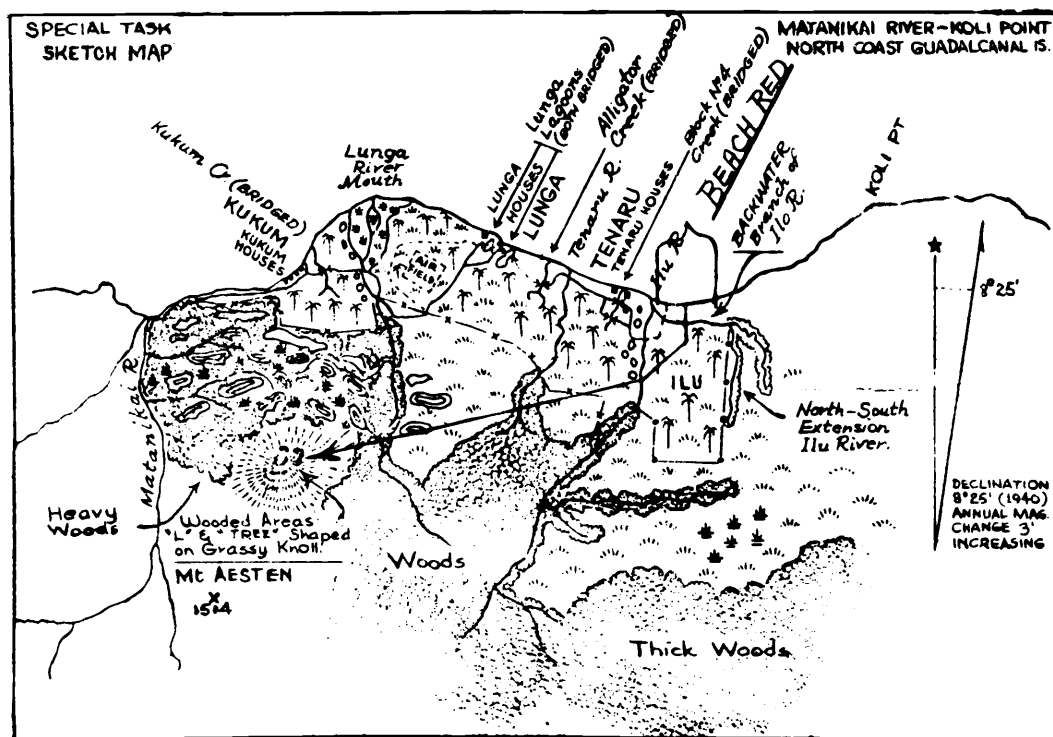 SPECIAL TASK
SKETCH MAP
MATANIKAI RIVER-KOLI POINT
NORTH COAST GUADALCANAL IS.
Kukum Cr. (BRIDGED)
KUKUM
KUKUM
HOUSES
Lunga
River
Mouth
Lunga
Lagoons
(BOTH BRIDGED)
LUNGA
HOUSES
LUNGA
Alligator
Creek (BRIDGED)
Tenaru R.
TENARU
TENARU HOUSES
Block No 4
Creek (BRIDGED)
Ilu R
BEACH RED
BACKWATER
Branch of
Ilo R.
KOLI PT
AIR
FIELD
8°25'
ILU
North-South
Extension
Ilu River.
DECLINATION
8°25' (1940)
ANNUAL MAG.
CHANGE 3'
INCREASING
Matanikai R.
Heavy
Woods
Wooded Areas
"L" & "TREE" Shaped
on Grassy Knoll.
Mt AESTEN
X
1514
Woods
Thick Woods